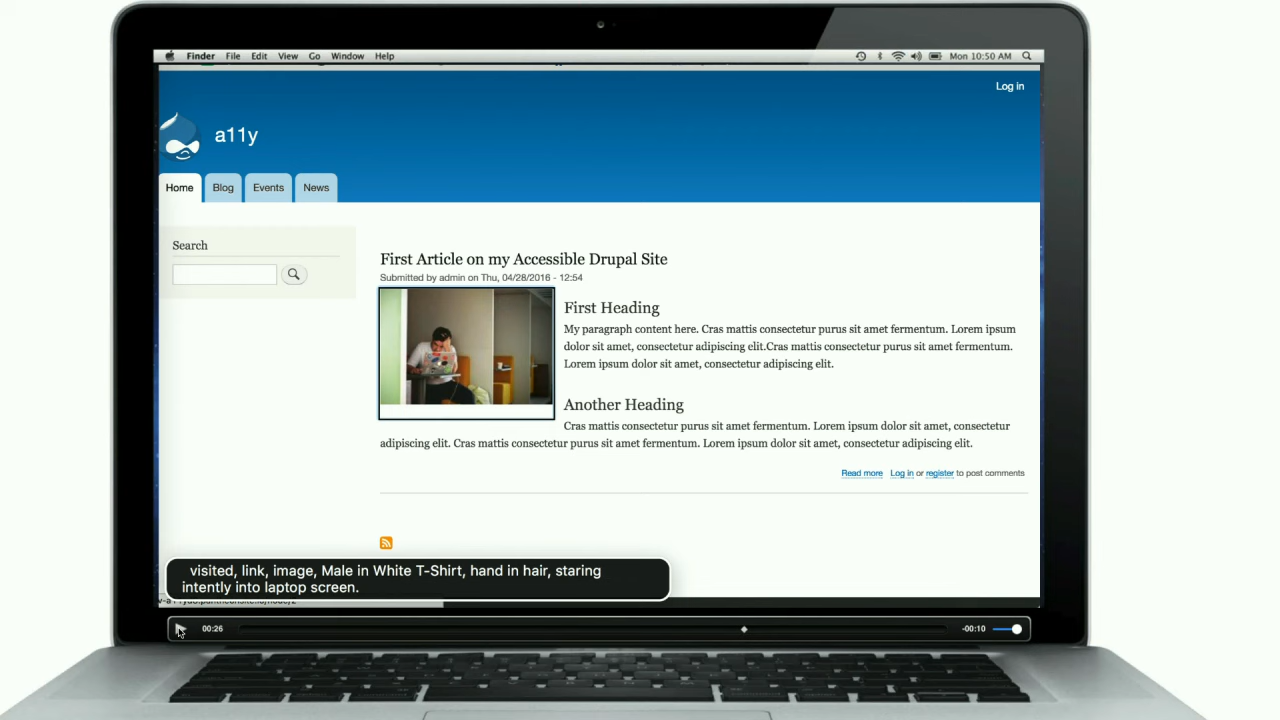 Finder File Edit View Go Window Help Mon 10:50 AM
Log in
a11y
Home Blog Events News
Search
First Article on my Accessible Drupal Site
Submitted by admin on Thu, 04/28/2016 - 12:54
First Heading
My paragraph content here. Cras mattis consectetur purus sit amet fermentum. Lorem ipsum
dolor sit amet, consectetur adipiscing elit.Cras mattis consectetur purus sit amet fermentum.
Lorem ipsum dolor sit amet, consectetur adipiscing elit.
Another Heading
Cras mattis consectetur purus sit amet fermentum. Lorem ipsum dolor sit amet, consectetur
adipiscing elit. Cras mattis consectetur purus sit amet fermentum. Lorem ipsum dolor sit amet, consectetur adipiscing elit.
Read more Log in or register to post comments
visited, link, image, Male in White T-Shirt, hand in hair, staring
intently into laptop screen.
00:26 -00:10